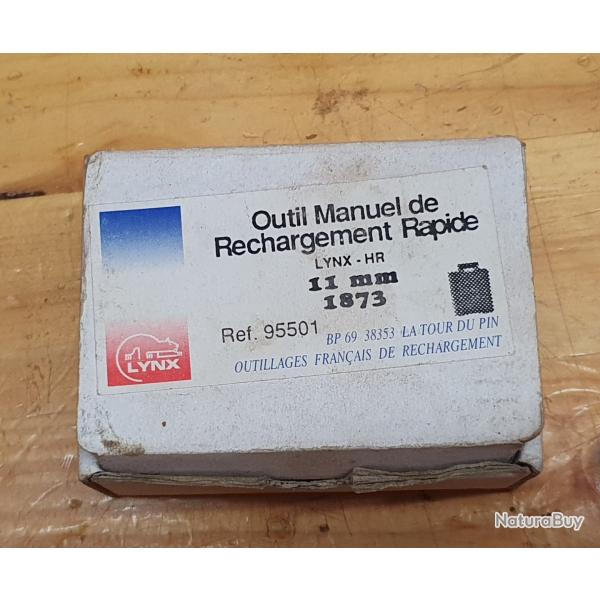 Outil Manuel de
Rechargement Rapide
LYNX - HR
11 mm
1873
Ref. 95501
BP 69 38353 LA TOUR DU PIN
OUTILLAGES FRANÇAIS DE RECHARGEMENT
LYNX
NaturaBuy